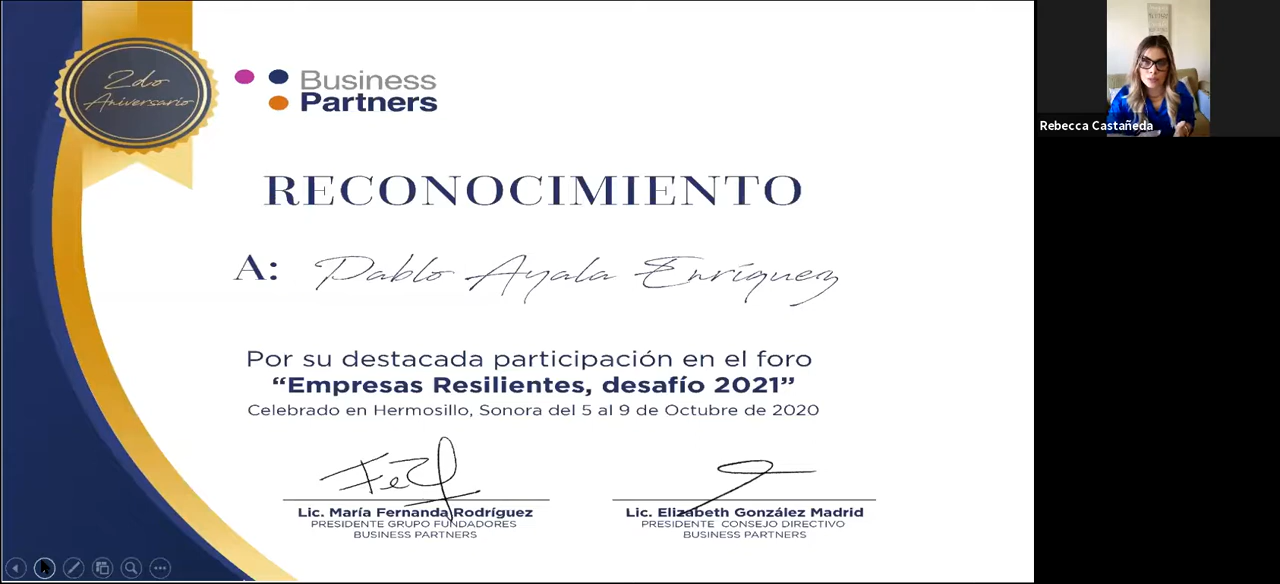 2do
Aniversario
Business
Partners
RECONOCIMIENTO
A: Pablo Ayala Enríquez
Por su destacada participación en el foro
“Empresas Resilientes, desafío 2021”
Celebrado en Hermosillo, Sonora del 5 al 9 de Octubre de 2020
Lic. María Fernanda Rodríguez
PRESIDENTE GRUPO FUNDADORES
BUSINESS PARTNERS
Lic. Elizabeth González Madrid
PRESIDENTE CONSEJO DIRECTIVO
BUSINESS PARTNERS
Rebecca Castañeda